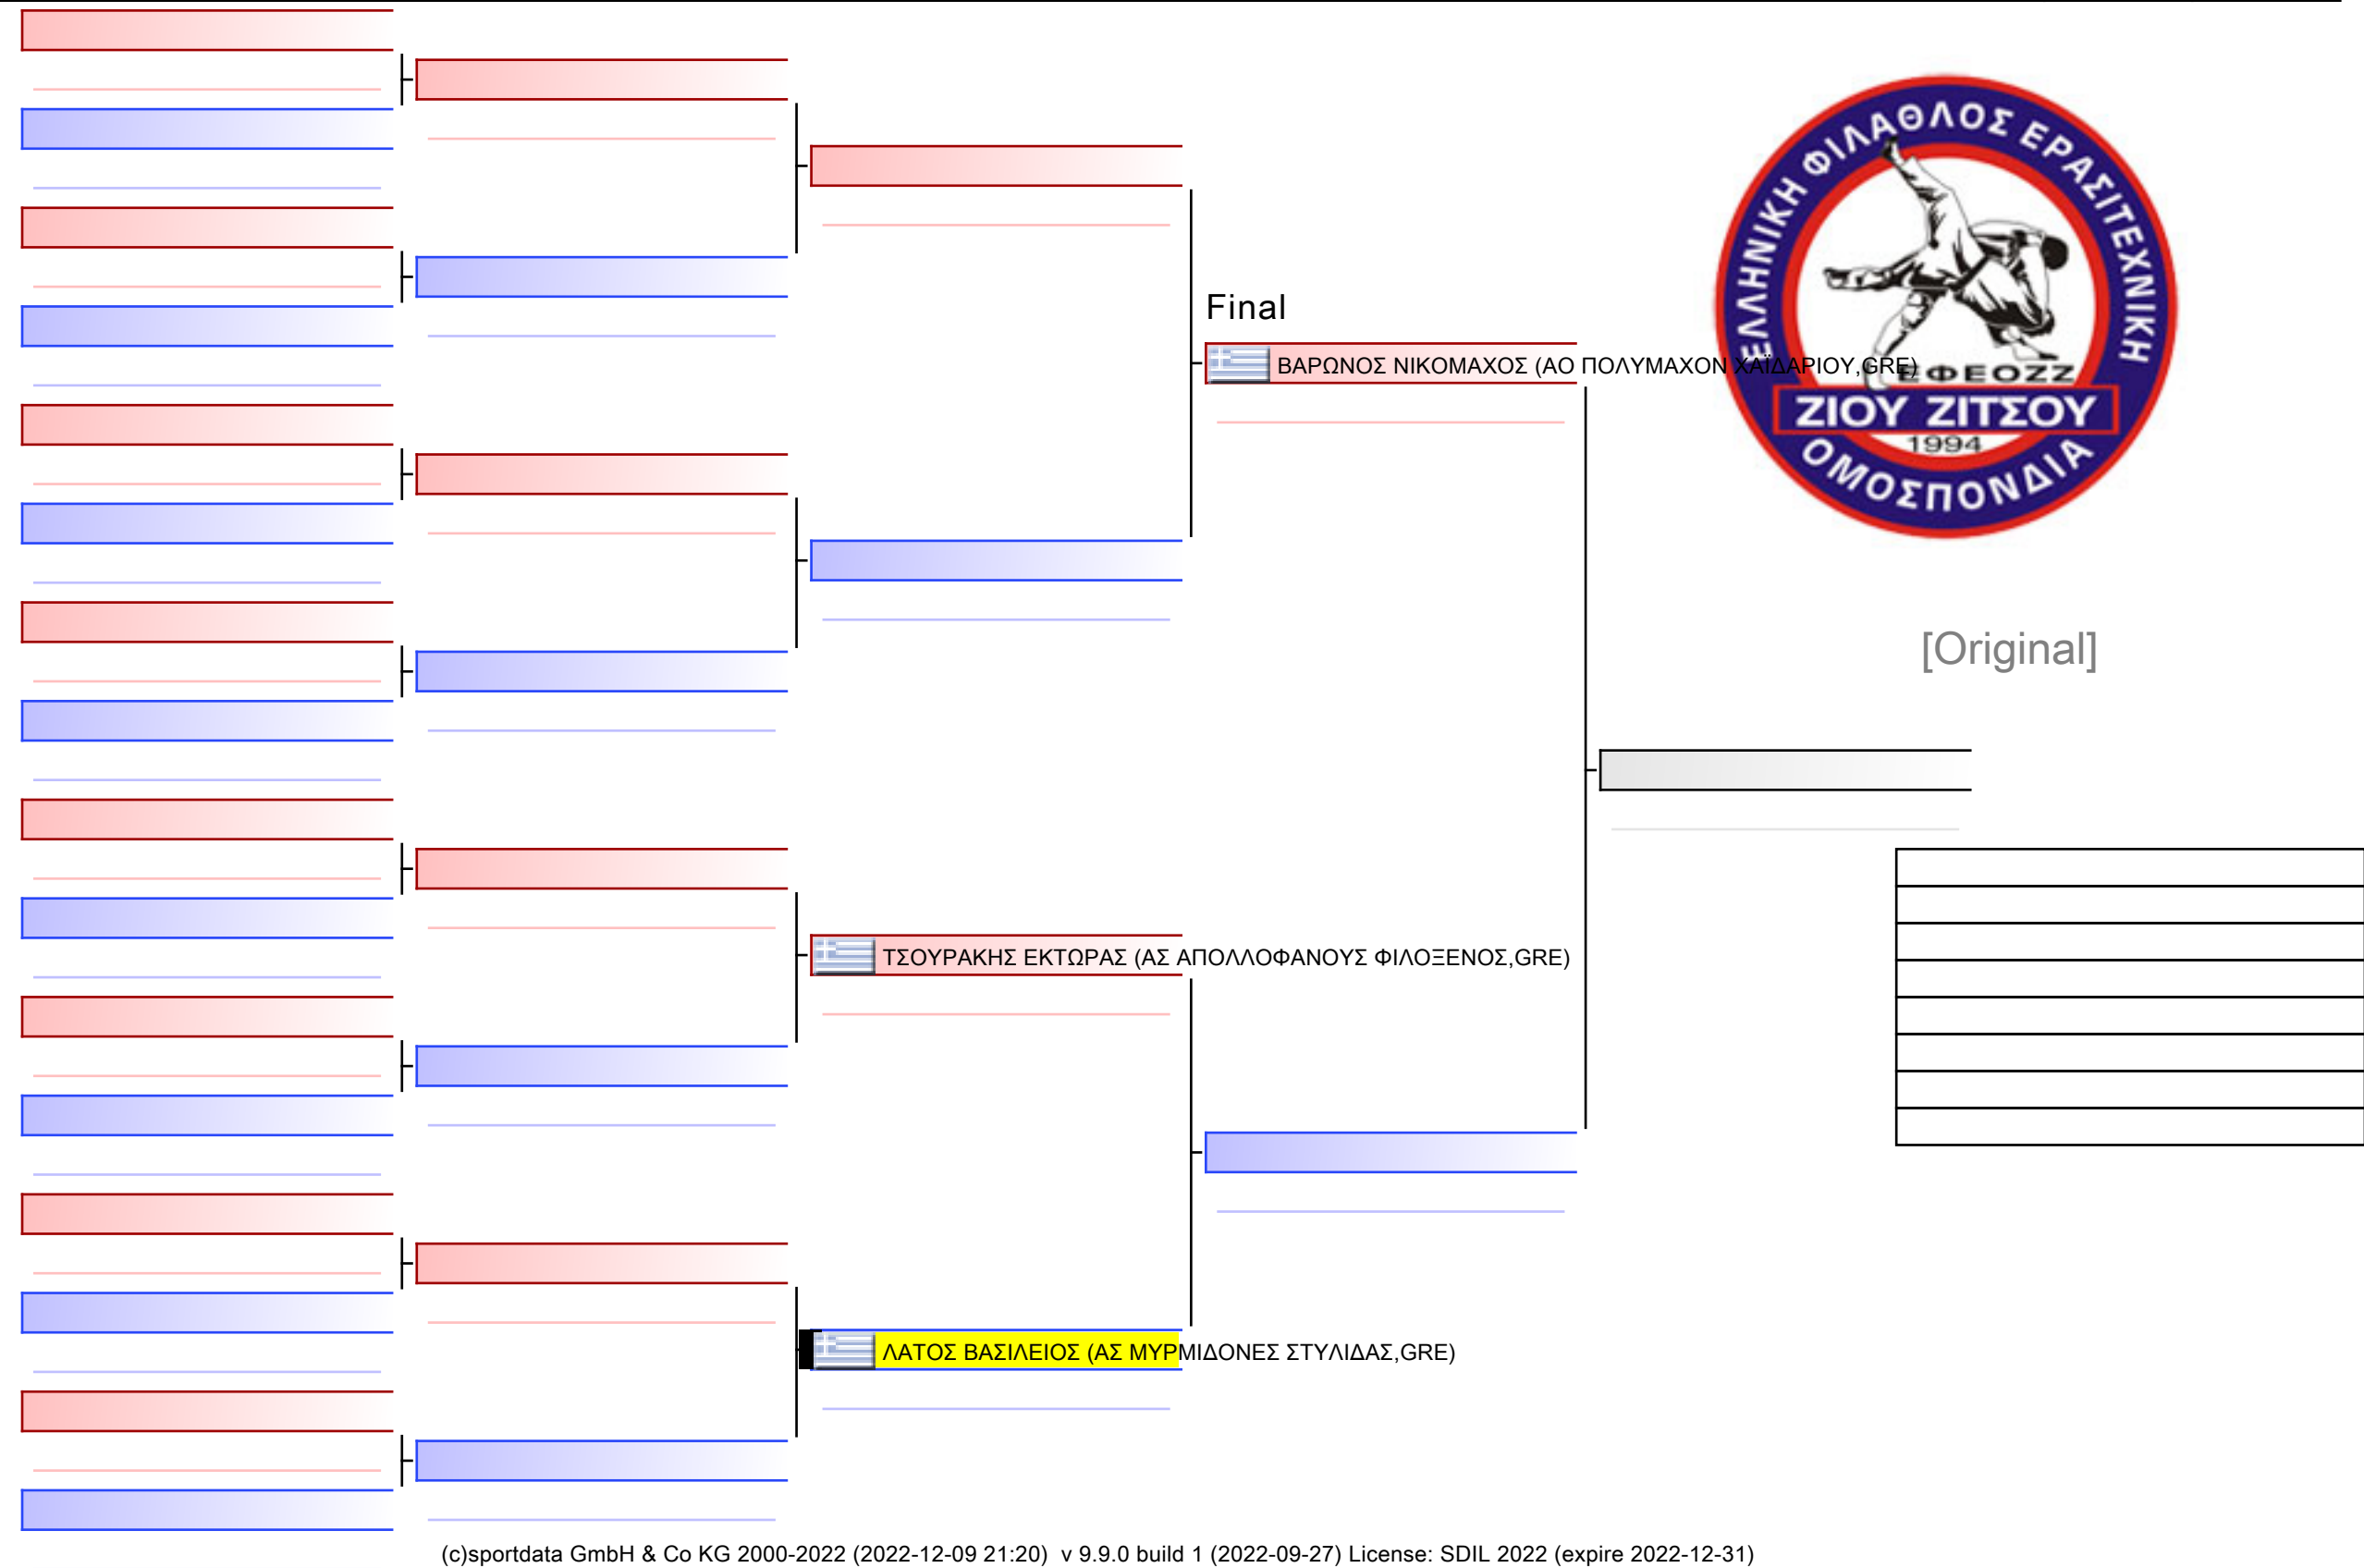 ΕΛΛΗΝΙΚΗ ΦΙΛΑΘΛΟΣ ΕΡΑΣΙΤΕΧΝΙΚΗ
Final
ΒΑΡΩΝΟΣ ΝΙΚΟΜΑΧΟΣ (ΑΟ ΠΟΛΥΜΑΧΟΝ ΧΑΪΔΑΡΙΟΥ,GRE)
ΕΦΕΟΖΖ
ΖΙΟΥ ΖΙΤΣΟΥ
1994
ΟΜΟΣΠΟΝΔΙΑ
[Original]
ΤΣΟΥΡΑΚΗΣ ΕΚΤΩΡΑΣ (ΑΣ ΑΠΟΛΛΟΦΑΝΟΥΣ ΦΙΛΟΞΕΝΟΣ,GRE)
ΛΑΤΟΣ ΒΑΣΙΛΕΙΟΣ (ΑΣ ΜΥΡΜΙΔΟΝΕΣ ΣΤΥΛΙΔΑΣ,GRE)
(c)sportdata GmbH & Co KG 2000-2022 (2022-12-09 21:20) v 9.9.0 build 1 (2022-09-27) License: SDIL 2022 (expire 2022-12-31)